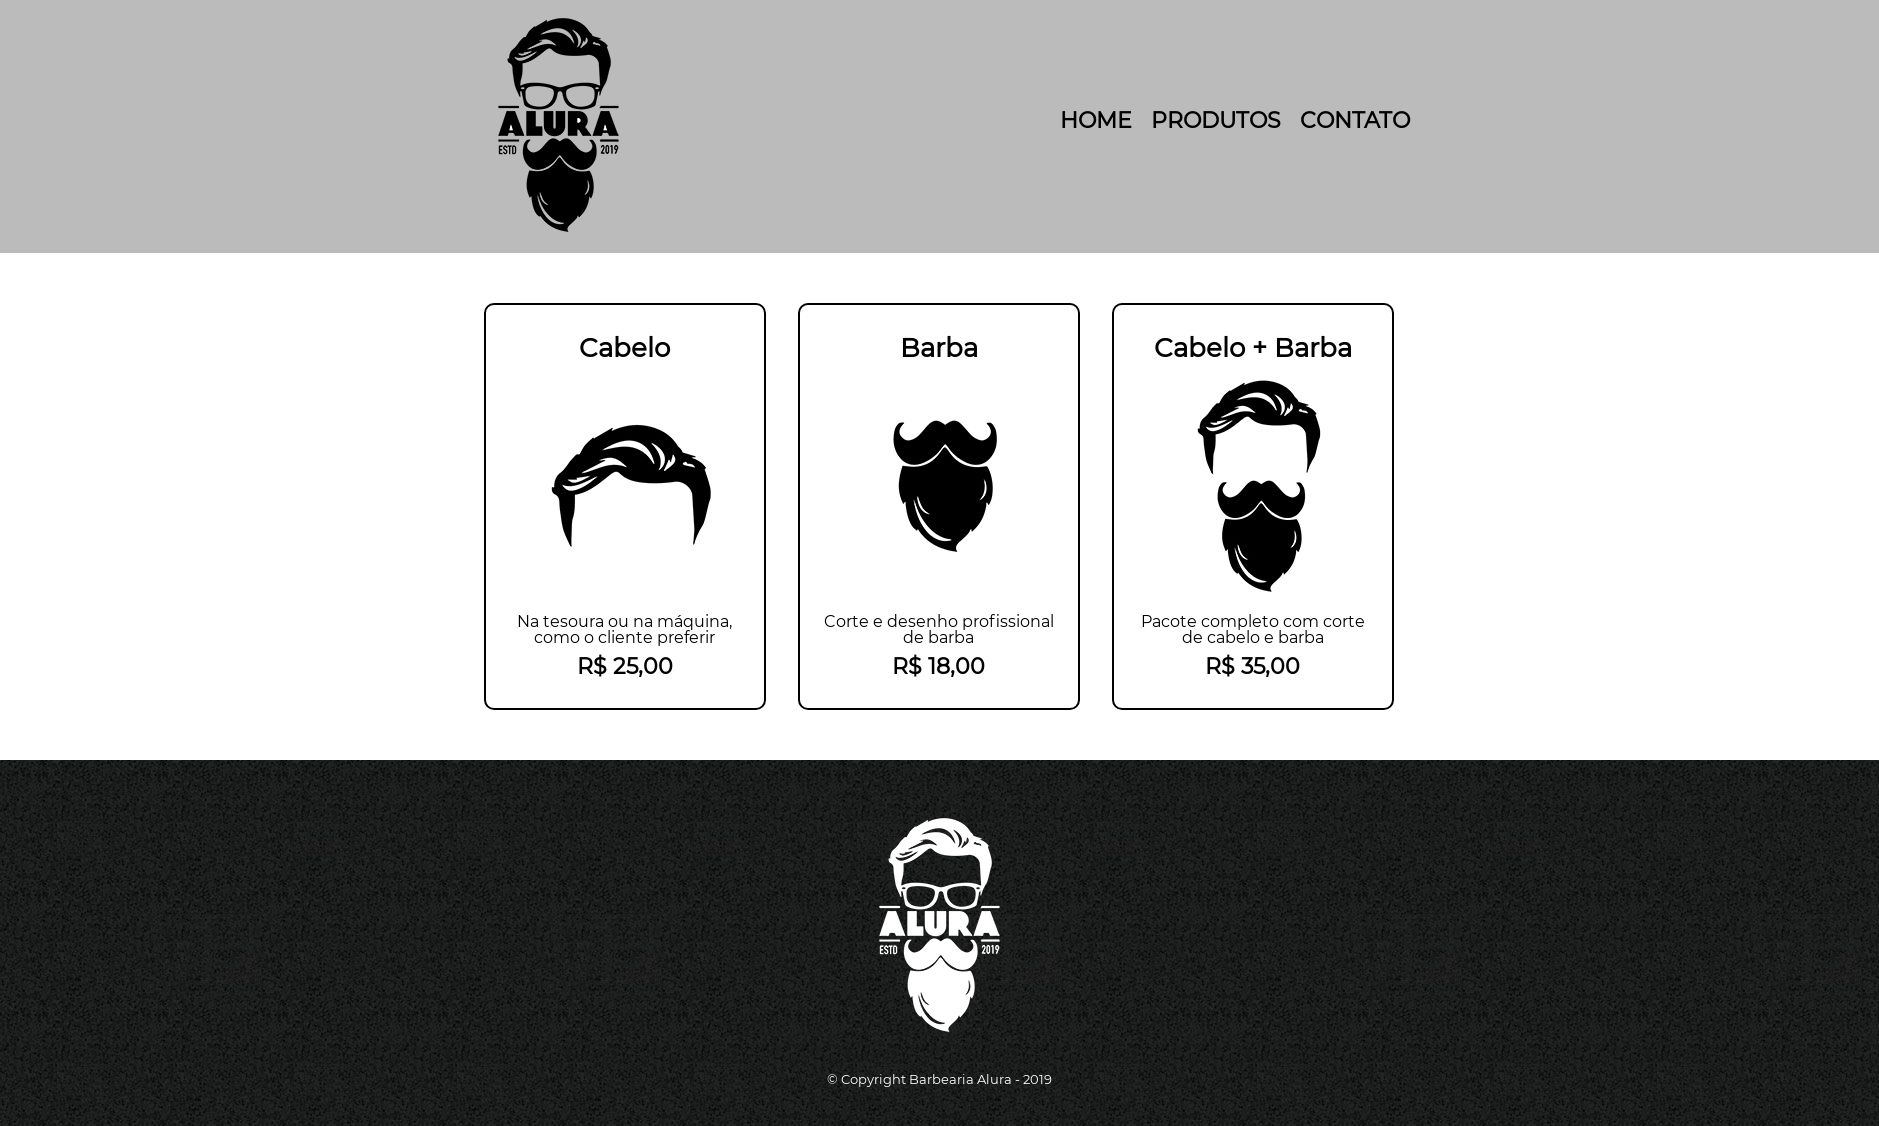 ALURA
ESTD 2019
HOME PRODUTOS CONTATO
Cabelo
Na tesoura ou na máquina,
como o cliente preferir
R$ 25,00
Barba
Corte e desenho profissional
de barba
R$ 18,00
Cabelo + Barba
Pacote completo com corte
de cabelo e barba
R$ 35,00
ALURA
ESTD 2019
© Copyright Barbearia Alura - 2019